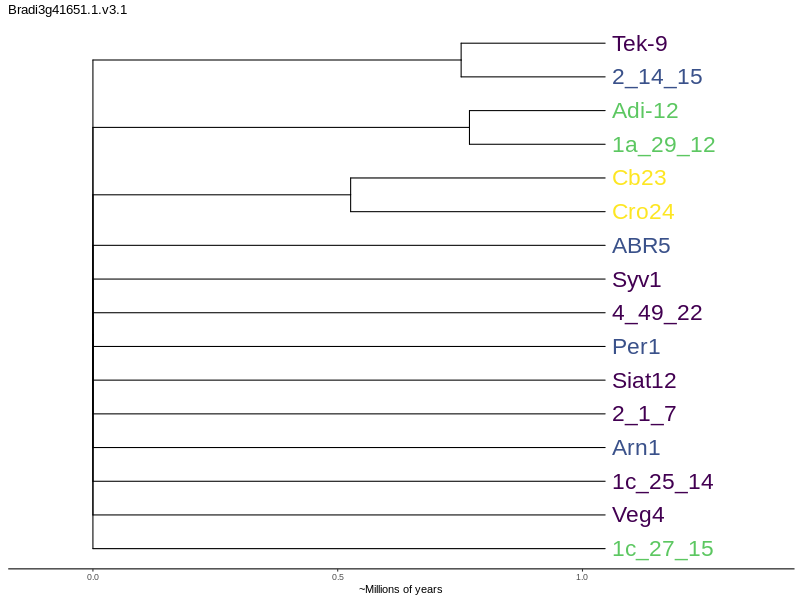 Bradi3g41651.1.v3.1
Tek-9
2_14_15
Adi-12
1a_29_12
Cb23
Cro24
ABR5
Syv1
4_49_22
Per1
Siat12
2_1_7
Arn1
1c_25_14
Veg4
1c_27_15
0.0 0.5 1.0
~Millions of years